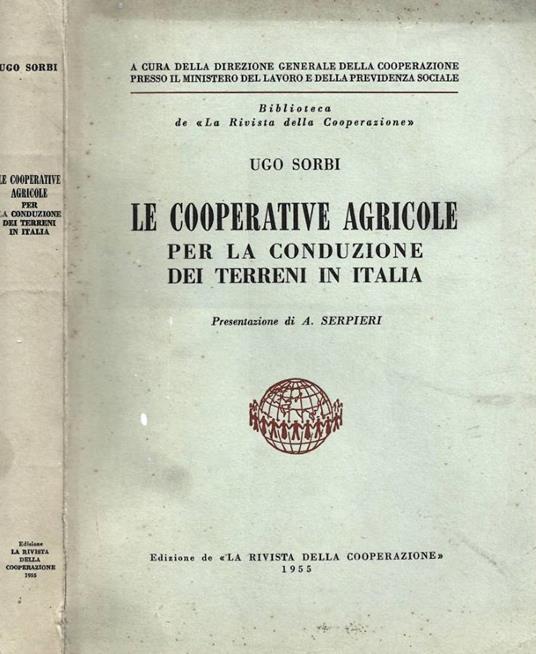 UGO SORBI
LE COOPERATIVE
AGRICOLE
PER
LA CONDUZIONE
DEI TERRENI
IN ITALIA
Edizione
LA RIVISTA
DELLA
COOPERAZIONE
1955
A CURA DELLA DIREZIONE GENERALE DELLA COOPERAZIONE
PRESSO IL MINISTERO DEL LAVORO E DELLA PREVIDENZA SOCIALE
Biblioteca
de «La Rivista della Cooperazione»
UGO SORBI
LE COOPERATIVE AGRICOLE
PER LA CONDUZIONE
DEI TERRENI IN ITALIA
Presentazione di A. SERPIERI
Edizione de «LA RIVISTA DELLA COOPERAZIONE»
1955